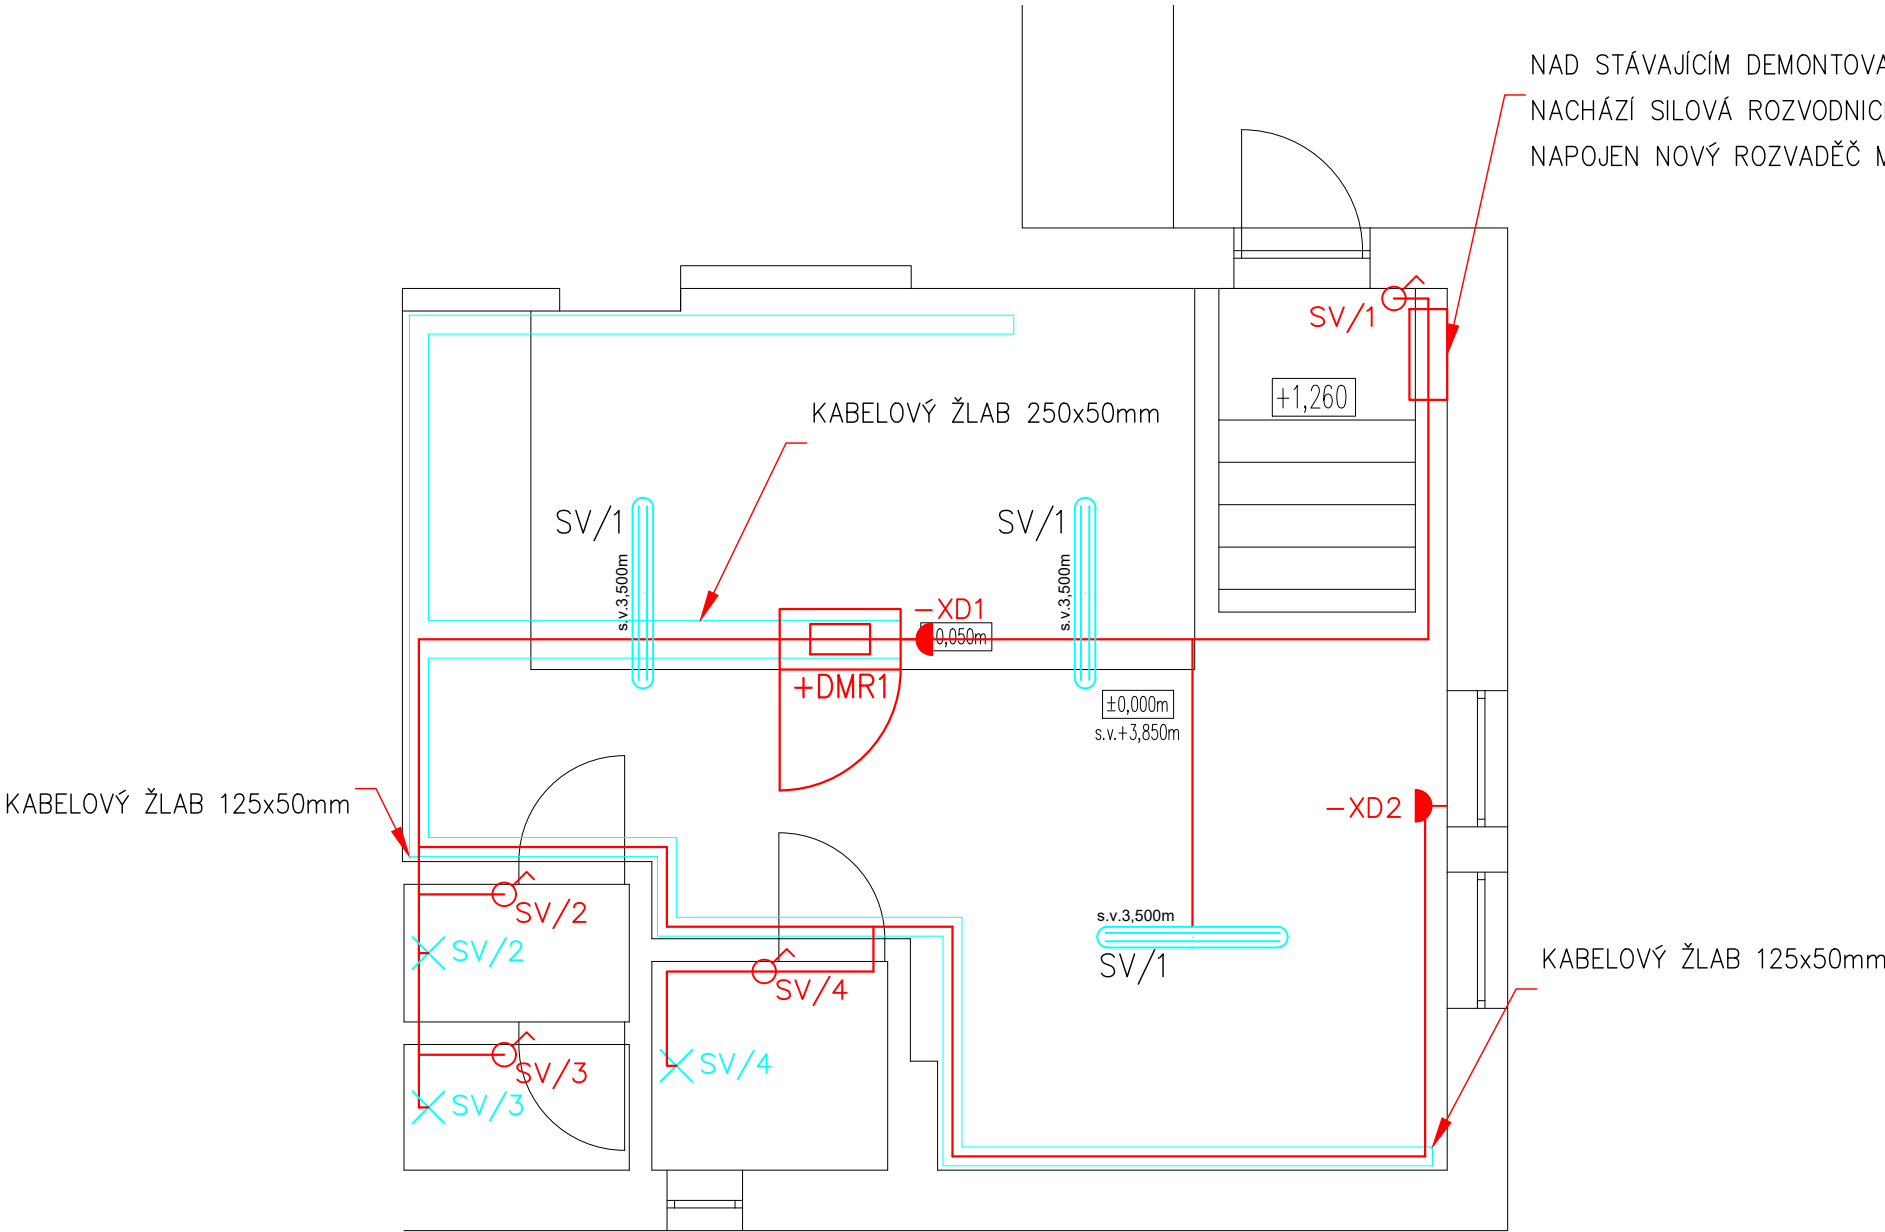 NAD STÁVAJÍCÍM DEMONTOVA
NACHÁZÍ SILOVÁ ROZVODNIC
NAPOJEN NOVÝ ROZVADĚČ M
SV/1
+1,260
KABELOVÝ ŽLAB 250x50mm
SV/1
s.v.3,500m
SV/1
s.v.3,500m
-XD1
0,050m
+DMR1
±0,000m
s.v.+3,850m
KABELOVÝ ŽLAB 125x50mm
-XD2
SV/2
SV/2
s.v.3,500m
SV/1
KABELOVÝ ŽLAB 125x50mm
SV/4
SV/4
SV/3
SV/3